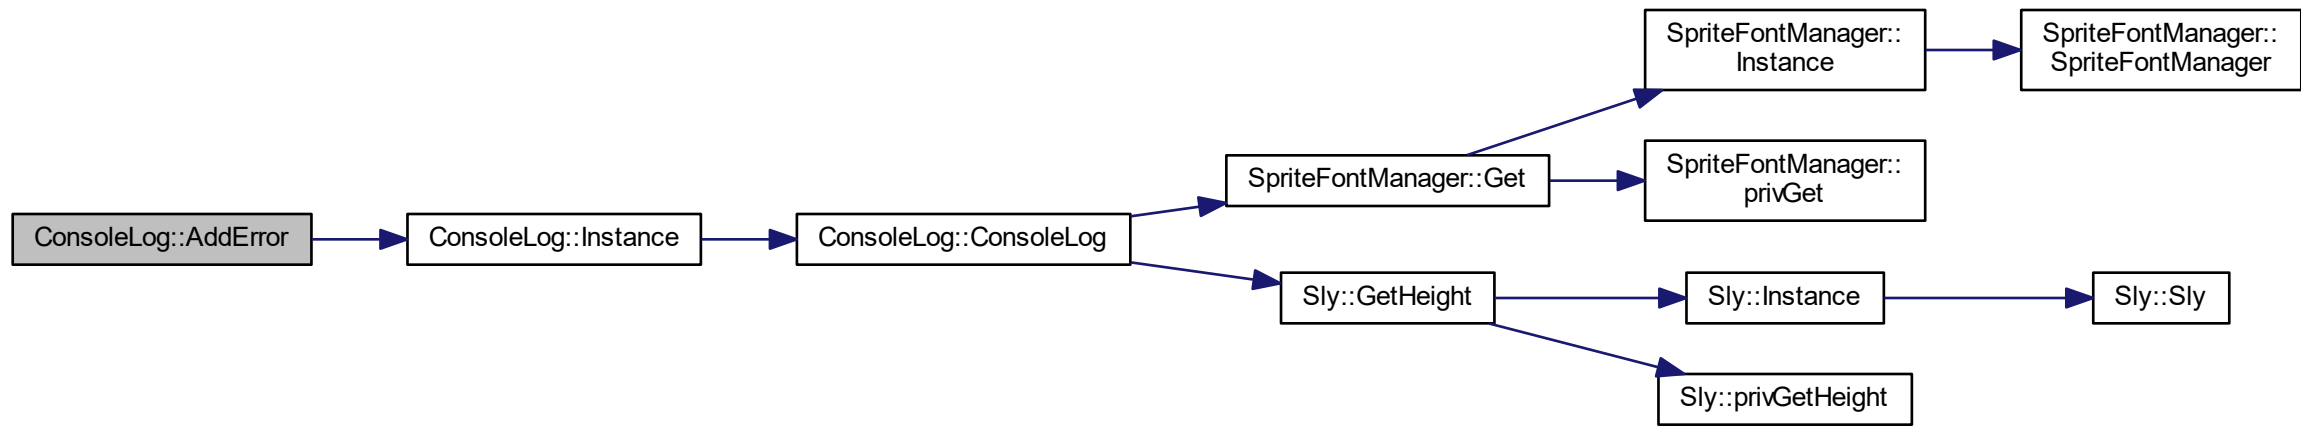 ConsoleLog::AddError
ConsoleLog::Instance
ConsoleLog::ConsoleLog
SpriteFontManager::Get
SpriteFontManager::
Instance
SpriteFontManager::
SpriteFontManager
SpriteFontManager::
privGet
Sly::GetHeight
Sly::Instance
Sly::Sly
Sly::privGetHeight